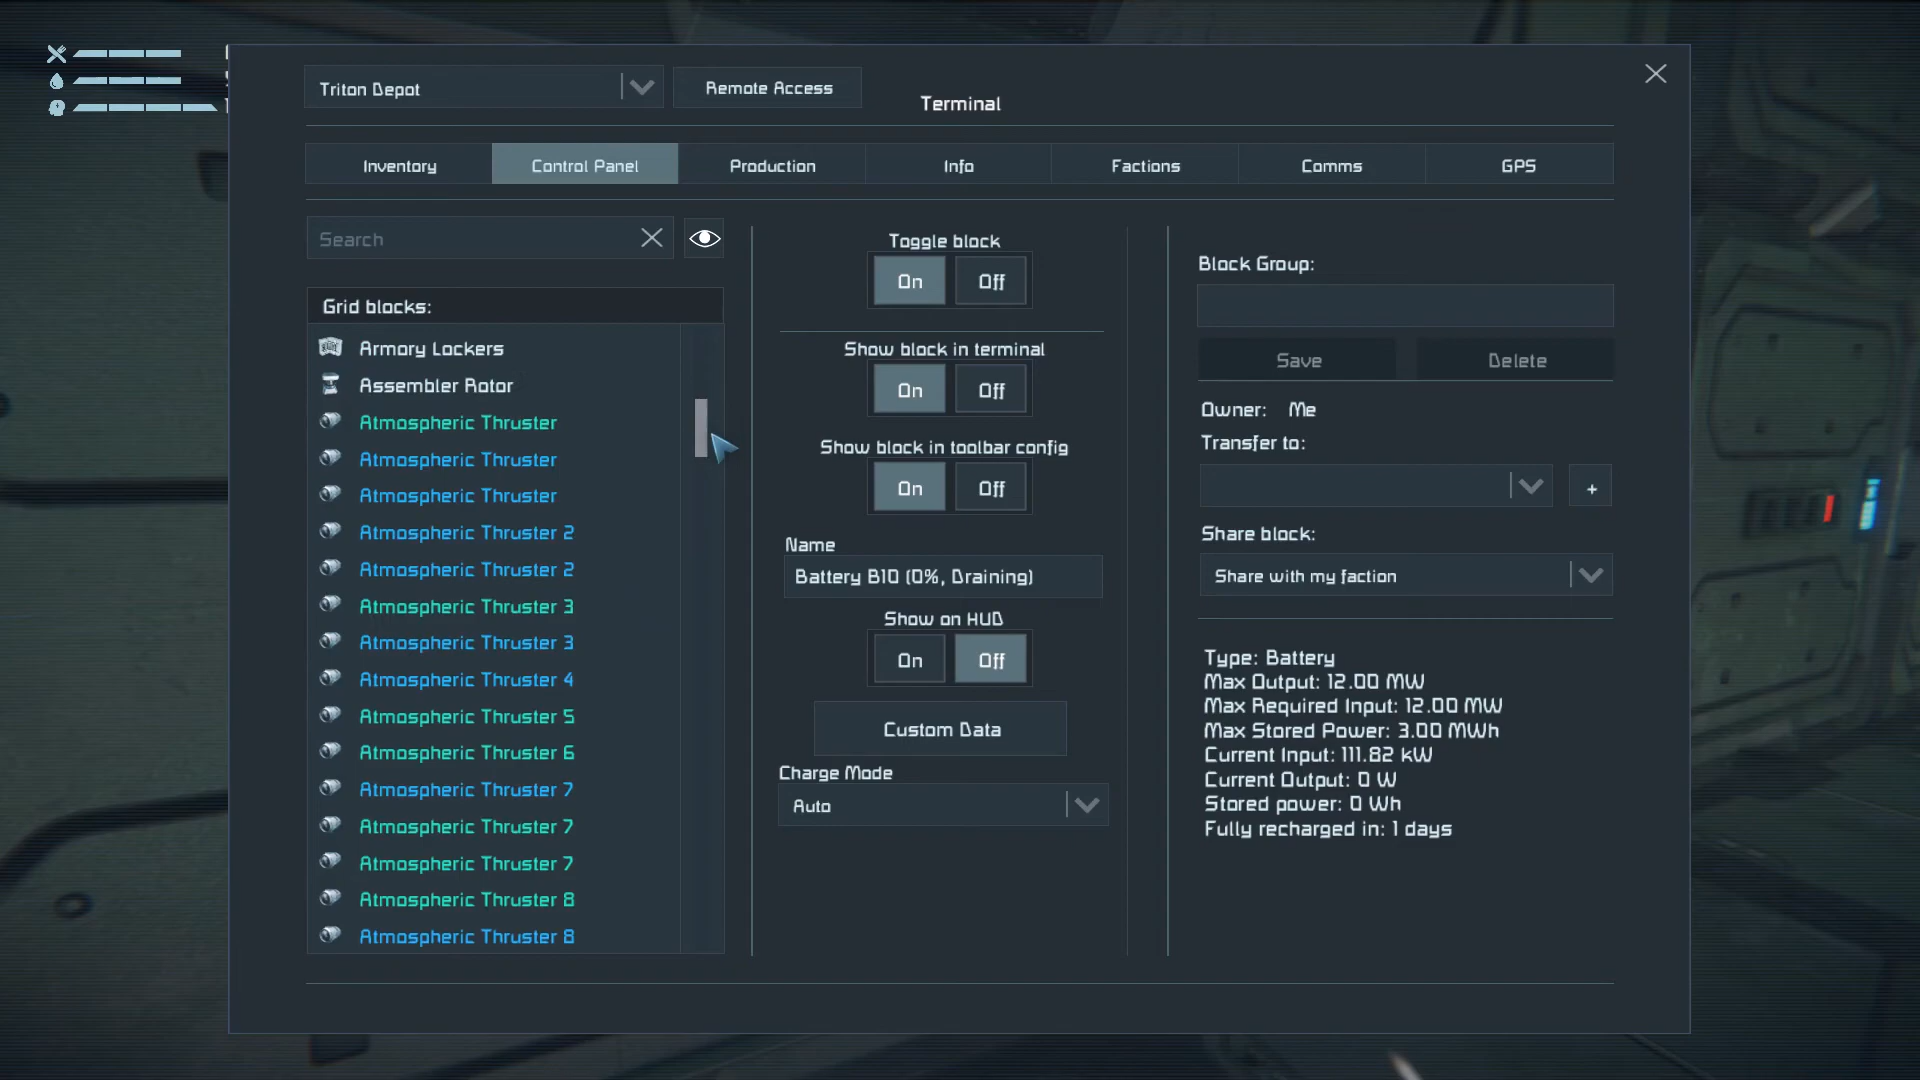 Triton Depot
Remote Access
Terminal
Inventory
Control Panel
Production
Info
Factions
Comms
GPS
Search
Grid blocks:
Armory Lockers
Assembler Rotor
Atmospheric Thruster
Atmospheric Thruster
Atmospheric Thruster
Atmospheric Thruster 2
Atmospheric Thruster 2
Atmospheric Thruster 3
Atmospheric Thruster 3
Atmospheric Thruster 4
Atmospheric Thruster 5
Atmospheric Thruster 6
Atmospheric Thruster 7
Atmospheric Thruster 7
Atmospheric Thruster 7
Atmospheric Thruster 8
Atmospheric Thruster 8
Toggle block
On Off
Show block in terminal
On Off
Show block in toolbar config
On Off
Name
Battery B10 (0%, Draining)
Show on HUD
On Off
Custom Data
Charge Mode
Auto
Block Group:
Save Delete
Owner: Me
Transfer to:
+
Share block:
Share with my faction
Type: Battery
Max Output: 12.00 MW
Max Required Input: 12.00 MW
Max Stored Power: 3.00 MWh
Current Input: 111.82 kW
Current Output: 0 W
Stored power: 0 Wh
Fully recharged in: 1 days